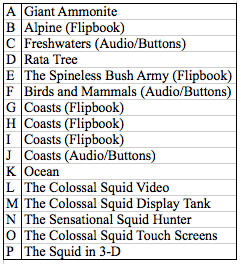 A Giant Ammonite
B Alpine (Flipbook)
C Freshwaters (Audio/Buttons)
D Rata Tree
E The Spineless Bush Army (Flipbook)
F Birds and Mammals (Audio/Buttons)
G Coasts (Flipbook)
H Coasts (Flipbook)
I Coasts (Flipbook)
J Coasts (Audio/Buttons)
K Ocean
L The Colossal Squid Video
M The Colossal Squid Display Tank
N The Sensational Squid Hunter
O The Colossal Squid Touch Screens
P The Squid in 3-D